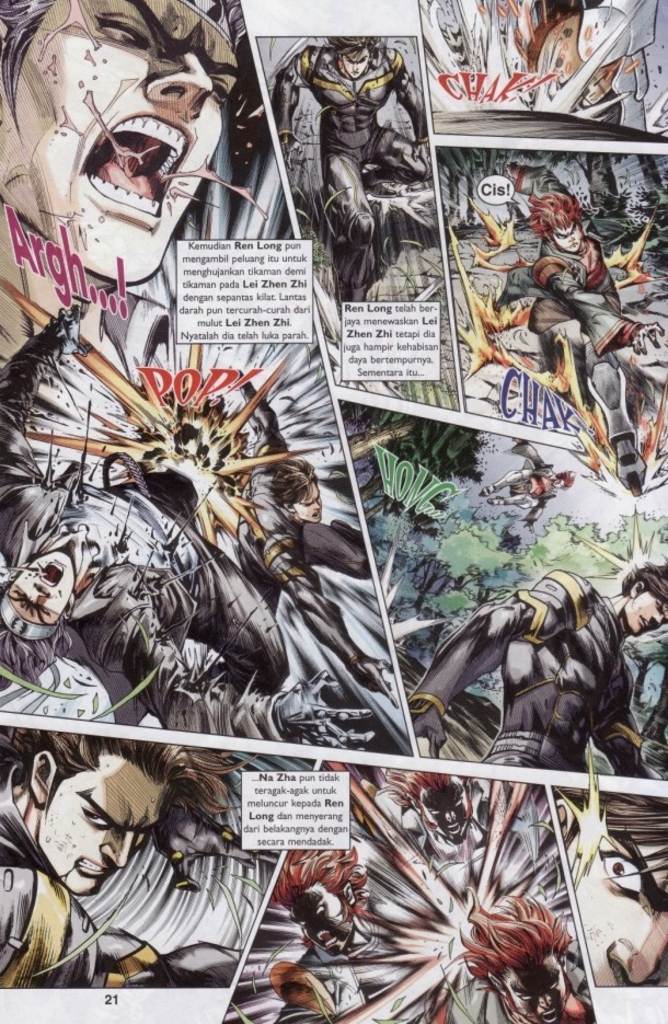 Argh....!
Kemudian Ren Long pun
mengambil peluang itu untuk
menghujankan tikaman demi
tikaman pada Lei Zhen Zhi
dengan sepantas kilat. Lantas
darah pun tercurah-curah dari
mulut Lei Zhen Zhi.
Nyatalah dia telah luka parah.
POP!
Ren Long telah ber-
jaya menewaskan Lei
Zhen Zhi tetapi dia
juga hampir kehabisan
daya bertempurnya.
Sementara itu...
CHAK!
Cis!
CHAK
HONG...
...Na Zha pun tidak
teragak-agak untuk
meluncur kepada Ren
Long dan menyerang
dari belakangnya dengan
secara mendadak.
21